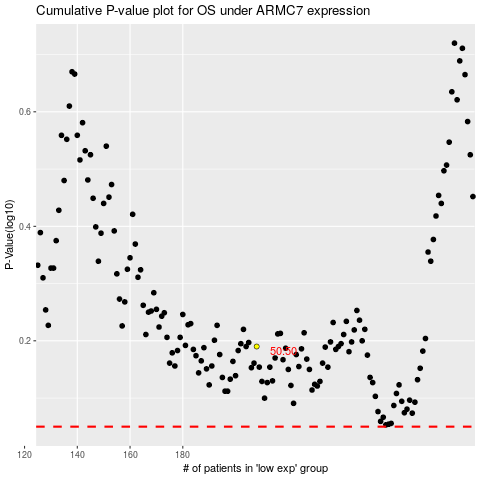 Cumulative P-value plot for OS under ARMC7 expression
P-Value(log10)
0.6
0.4
0.2
50:50
120 140 160 180
# of patients in 'low exp' group